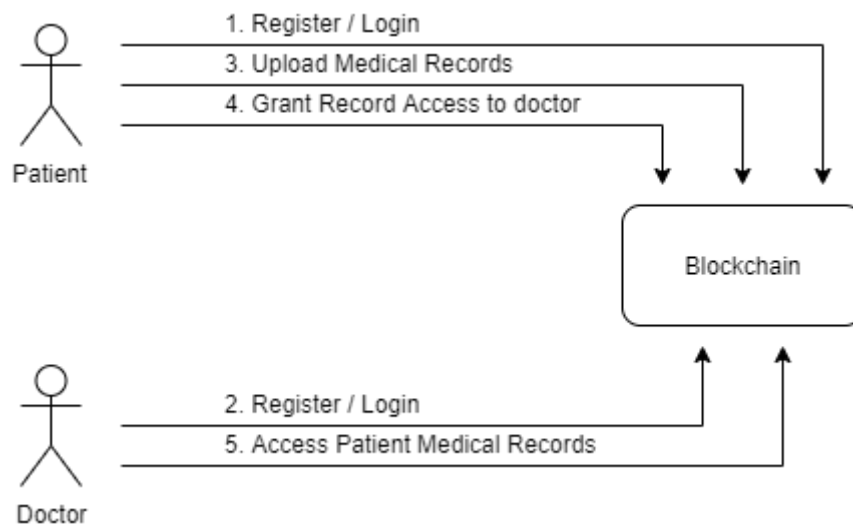 1. Register / Login
3. Upload Medical Records
4. Grant Record Access to doctor
Patient
Blockchain
2. Register / Login
5. Access Patient Medical Records
Doctor